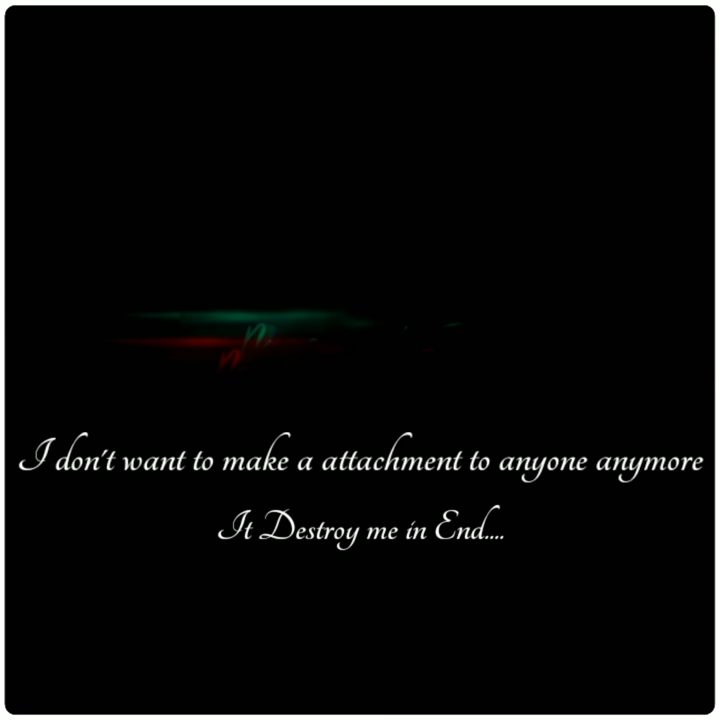 I don't want to make a attachment to anyone anymore
It Destroy me in End....